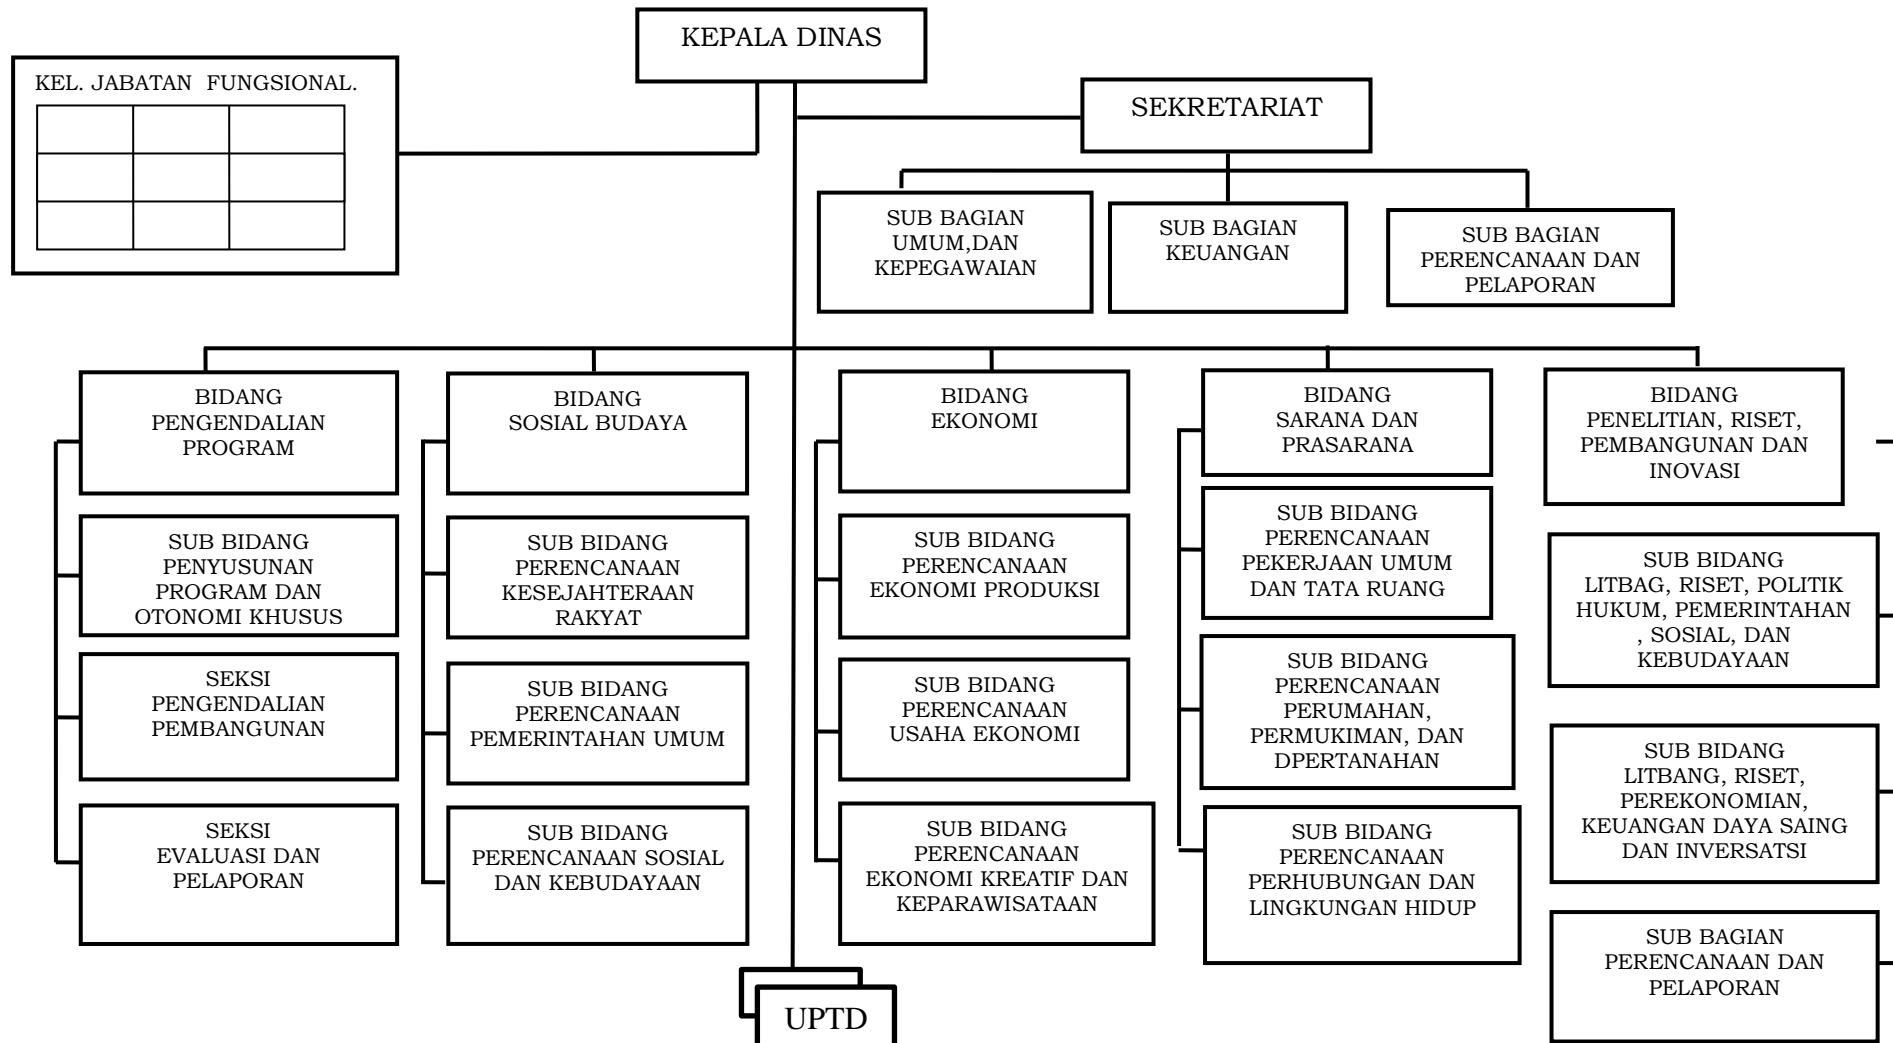 KEPALA DINAS
KEL. JABATAN FUNGSIONAL.
SEKRETARIAT
SUB BAGIAN
UMUM,DAN
KEPEGAWAIAN
SUB BAGIAN
KEUANGAN
SUB BAGIAN
PERENCANAAN DAN
PELAPORAN
BIDANG
PENGENDALIAN
PROGRAM
SUB BIDANG
PENYUSUNAN
PROGRAM DAN
OTONOMI KHUSUS
SEKSI
PENGENDALIAN
PEMBANGUNAN
SEKSI
EVALUASI DAN
PELAPORAN
BIDANG
SOSIAL BUDAYA
SUB BIDANG
PERENCANAAN
KESEJAHTERAAN
RAKYAT
SUB BIDANG
PERENCANAAN
PEMERINTAHAN UMUM
SUB BIDANG
PERENCANAAN SOSIAL
DAN KEBUDAYAAN
BIDANG
EKONOMI
SUB BIDANG
PERENCANAAN
EKONOMI PRODUKSI
SUB BIDANG
PERENCANAAN
USAHA EKONOMI
SUB BIDANG
PERENCANAAN
EKONOMI KREATIF DAN
KEPARAWISATAAN
BIDANG
SARANA DAN
PRASARANA
SUB BIDANG
PERENCANAAN
PEKERJAAN UMUM
DAN TATA RUANG
SUB BIDANG
PERENCANAAN
PERUMAHAN,
PERMUKIMAN, DAN
DPERTANAHAN
SUB BIDANG
PERENCANAAN
PERHUBUNGAN DAN
LINGKUNGAN HIDUP
BIDANG
PENELITIAN, RISET,
PEMBANGUNAN DAN
INOVASI
SUB BIDANG
LITBAG, RISET, POLITIK
HUKUM, PEMERINTAHAN
, SOSIAL, DAN
KEBUDAYAAN
SUB BIDANG
LITBANG, RISET,
PEREKONOMIAN,
KEUANGAN DAYA SAING
DAN INVERSATSI
SUB BAGIAN
PERENCANAAN DAN
PELAPORAN
UPTD